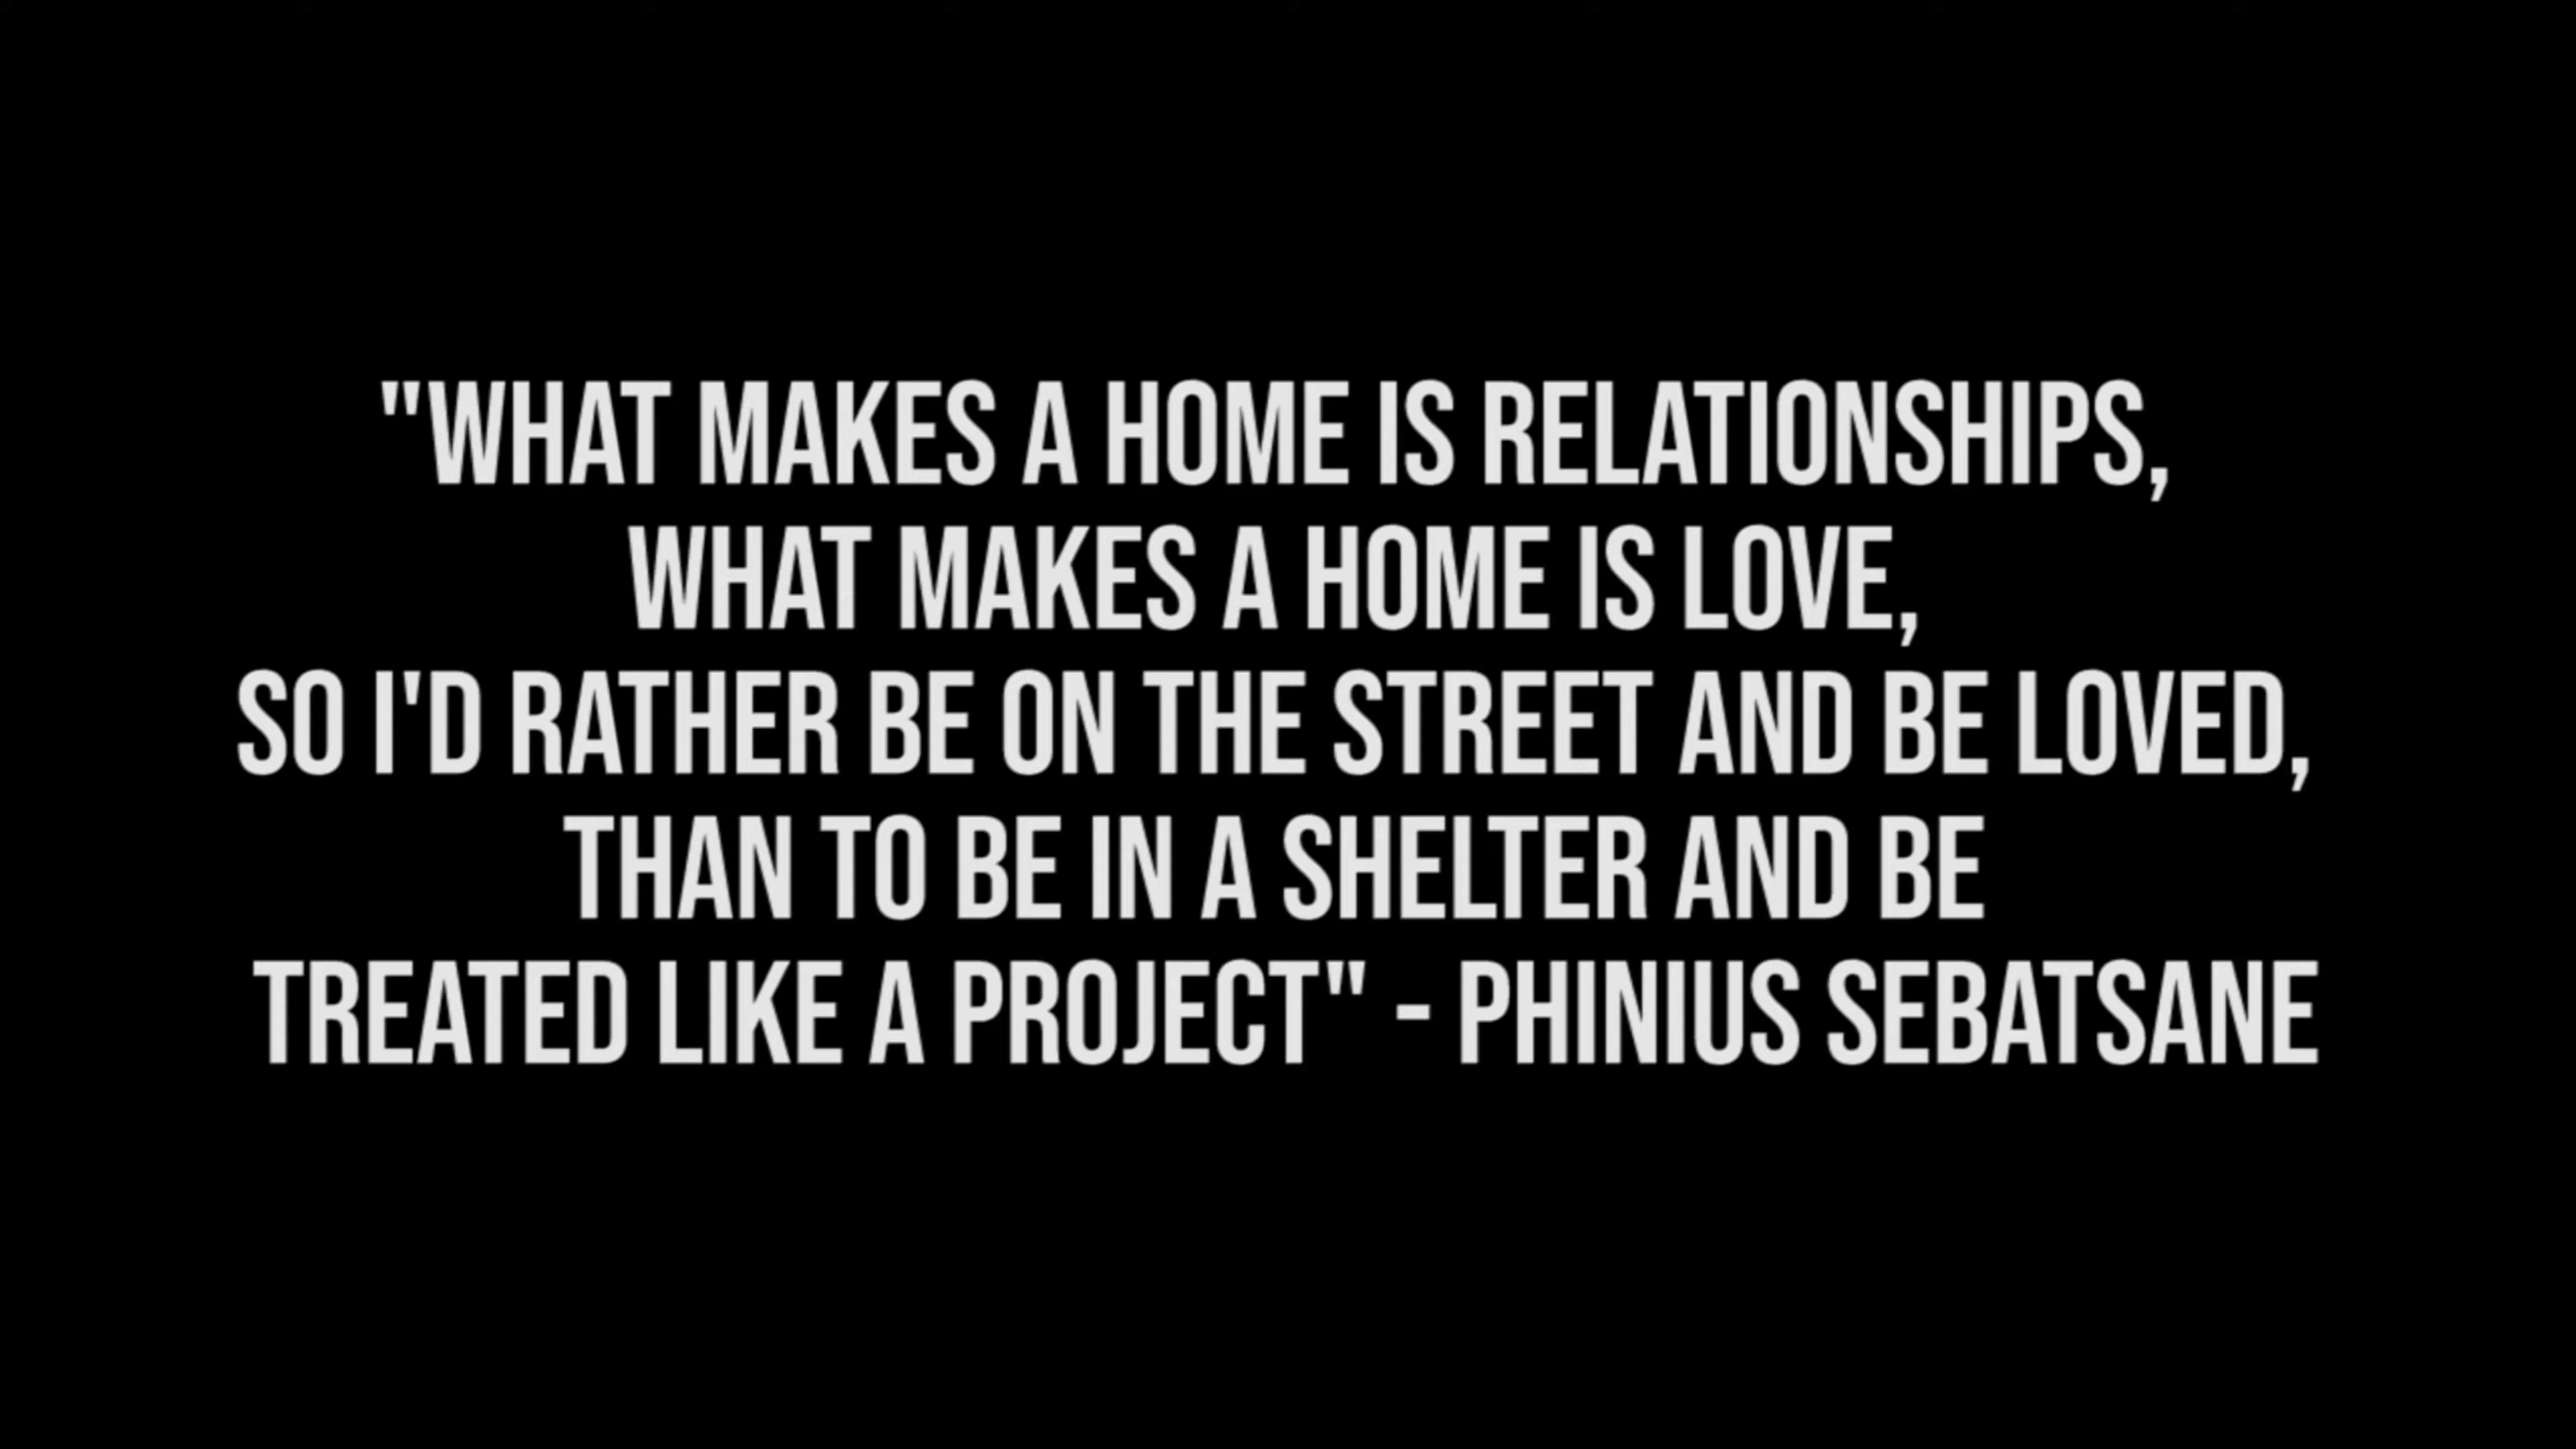 "WHAT MAKES A HOME IS RELATIONSHIPS,
WHAT MAKES A HOME IS LOVE,
SO I'D RATHER BE ON THE STREET AND BE LOVED,
THAN TO BE IN A SHELTER AND BE
TREATED LIKE A PROJECT" - PHINIUS SEBATSANE